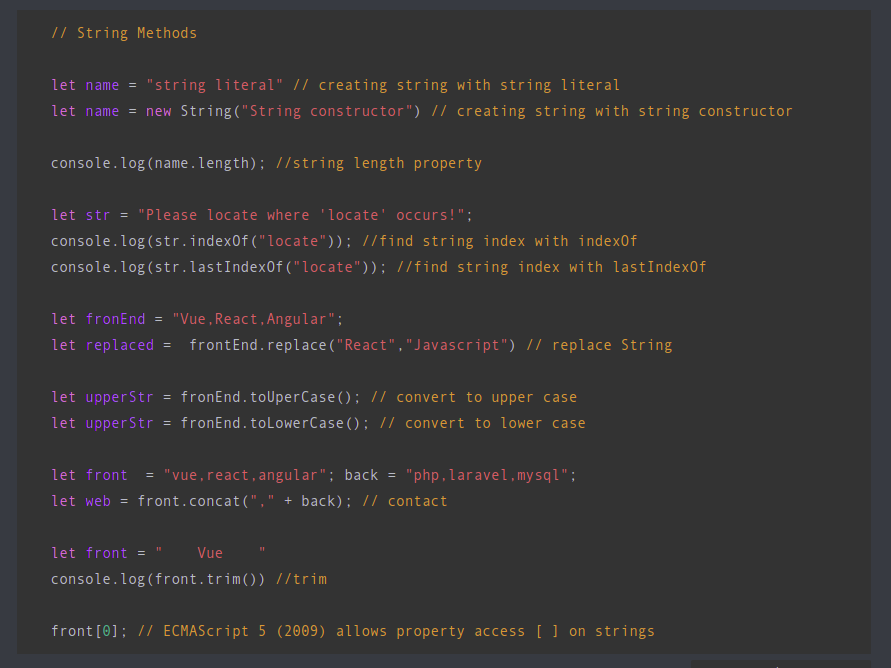 // String Methods
let name = "string literal" // creating string with string literal
let name = new String("String constructor") // creating string with string constructor
console.log(name.length); //string length property
let str = "Please locate where 'locate' occurs!";
console.log(str.indexOf("locate")); //find string index with indexOf
console.log(str.lastIndexOf("locate")); //find string index with lastIndexOf
let fronEnd = "Vue,React,Angular";
let replaced =  frontEnd.replace("React","Javascript") // replace String
let upperStr = fronEnd.toUperCase(); // convert to upper case
let upperStr = fronEnd.toLowerCase(); // convert to lower case
let front  = "vue,react,angular"; back = "php,laravel,mysql";
let web = front.concat("," + back); // contact
let front = "    Vue    "
console.log(front.trim()) //trim
front[0]; // ECMAScript 5 (2009) allows property access [ ] on strings